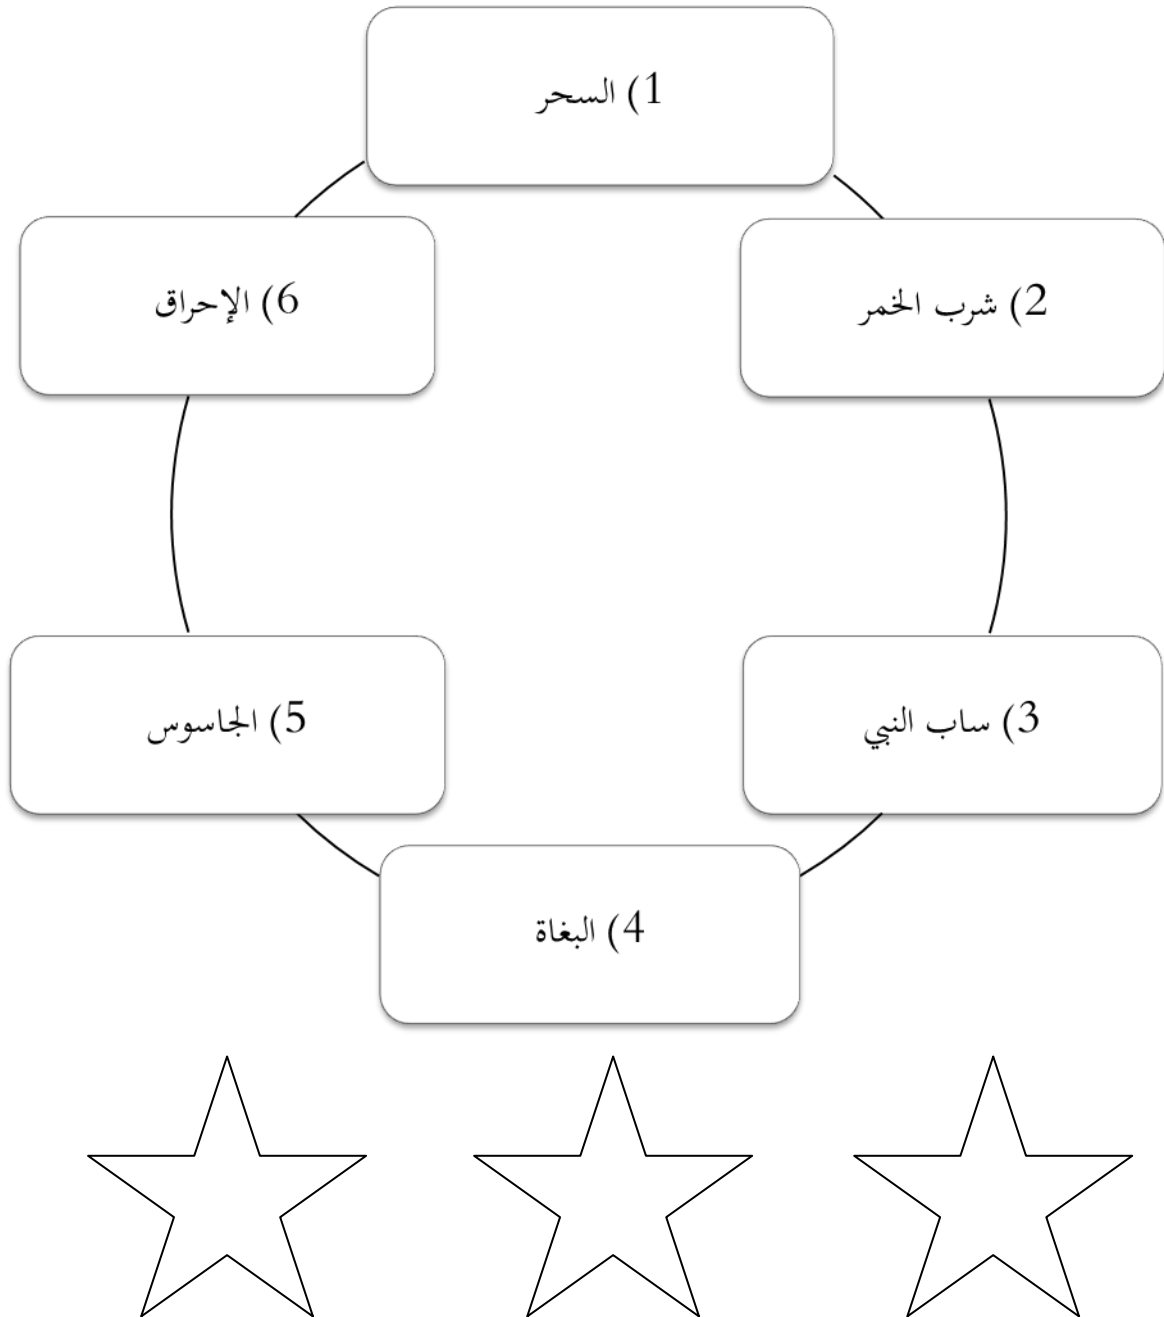 1) السحر
2) شرب الخمر
3) ساب النبي
4) البغاة
5) الجاسوس
6) الإحراق